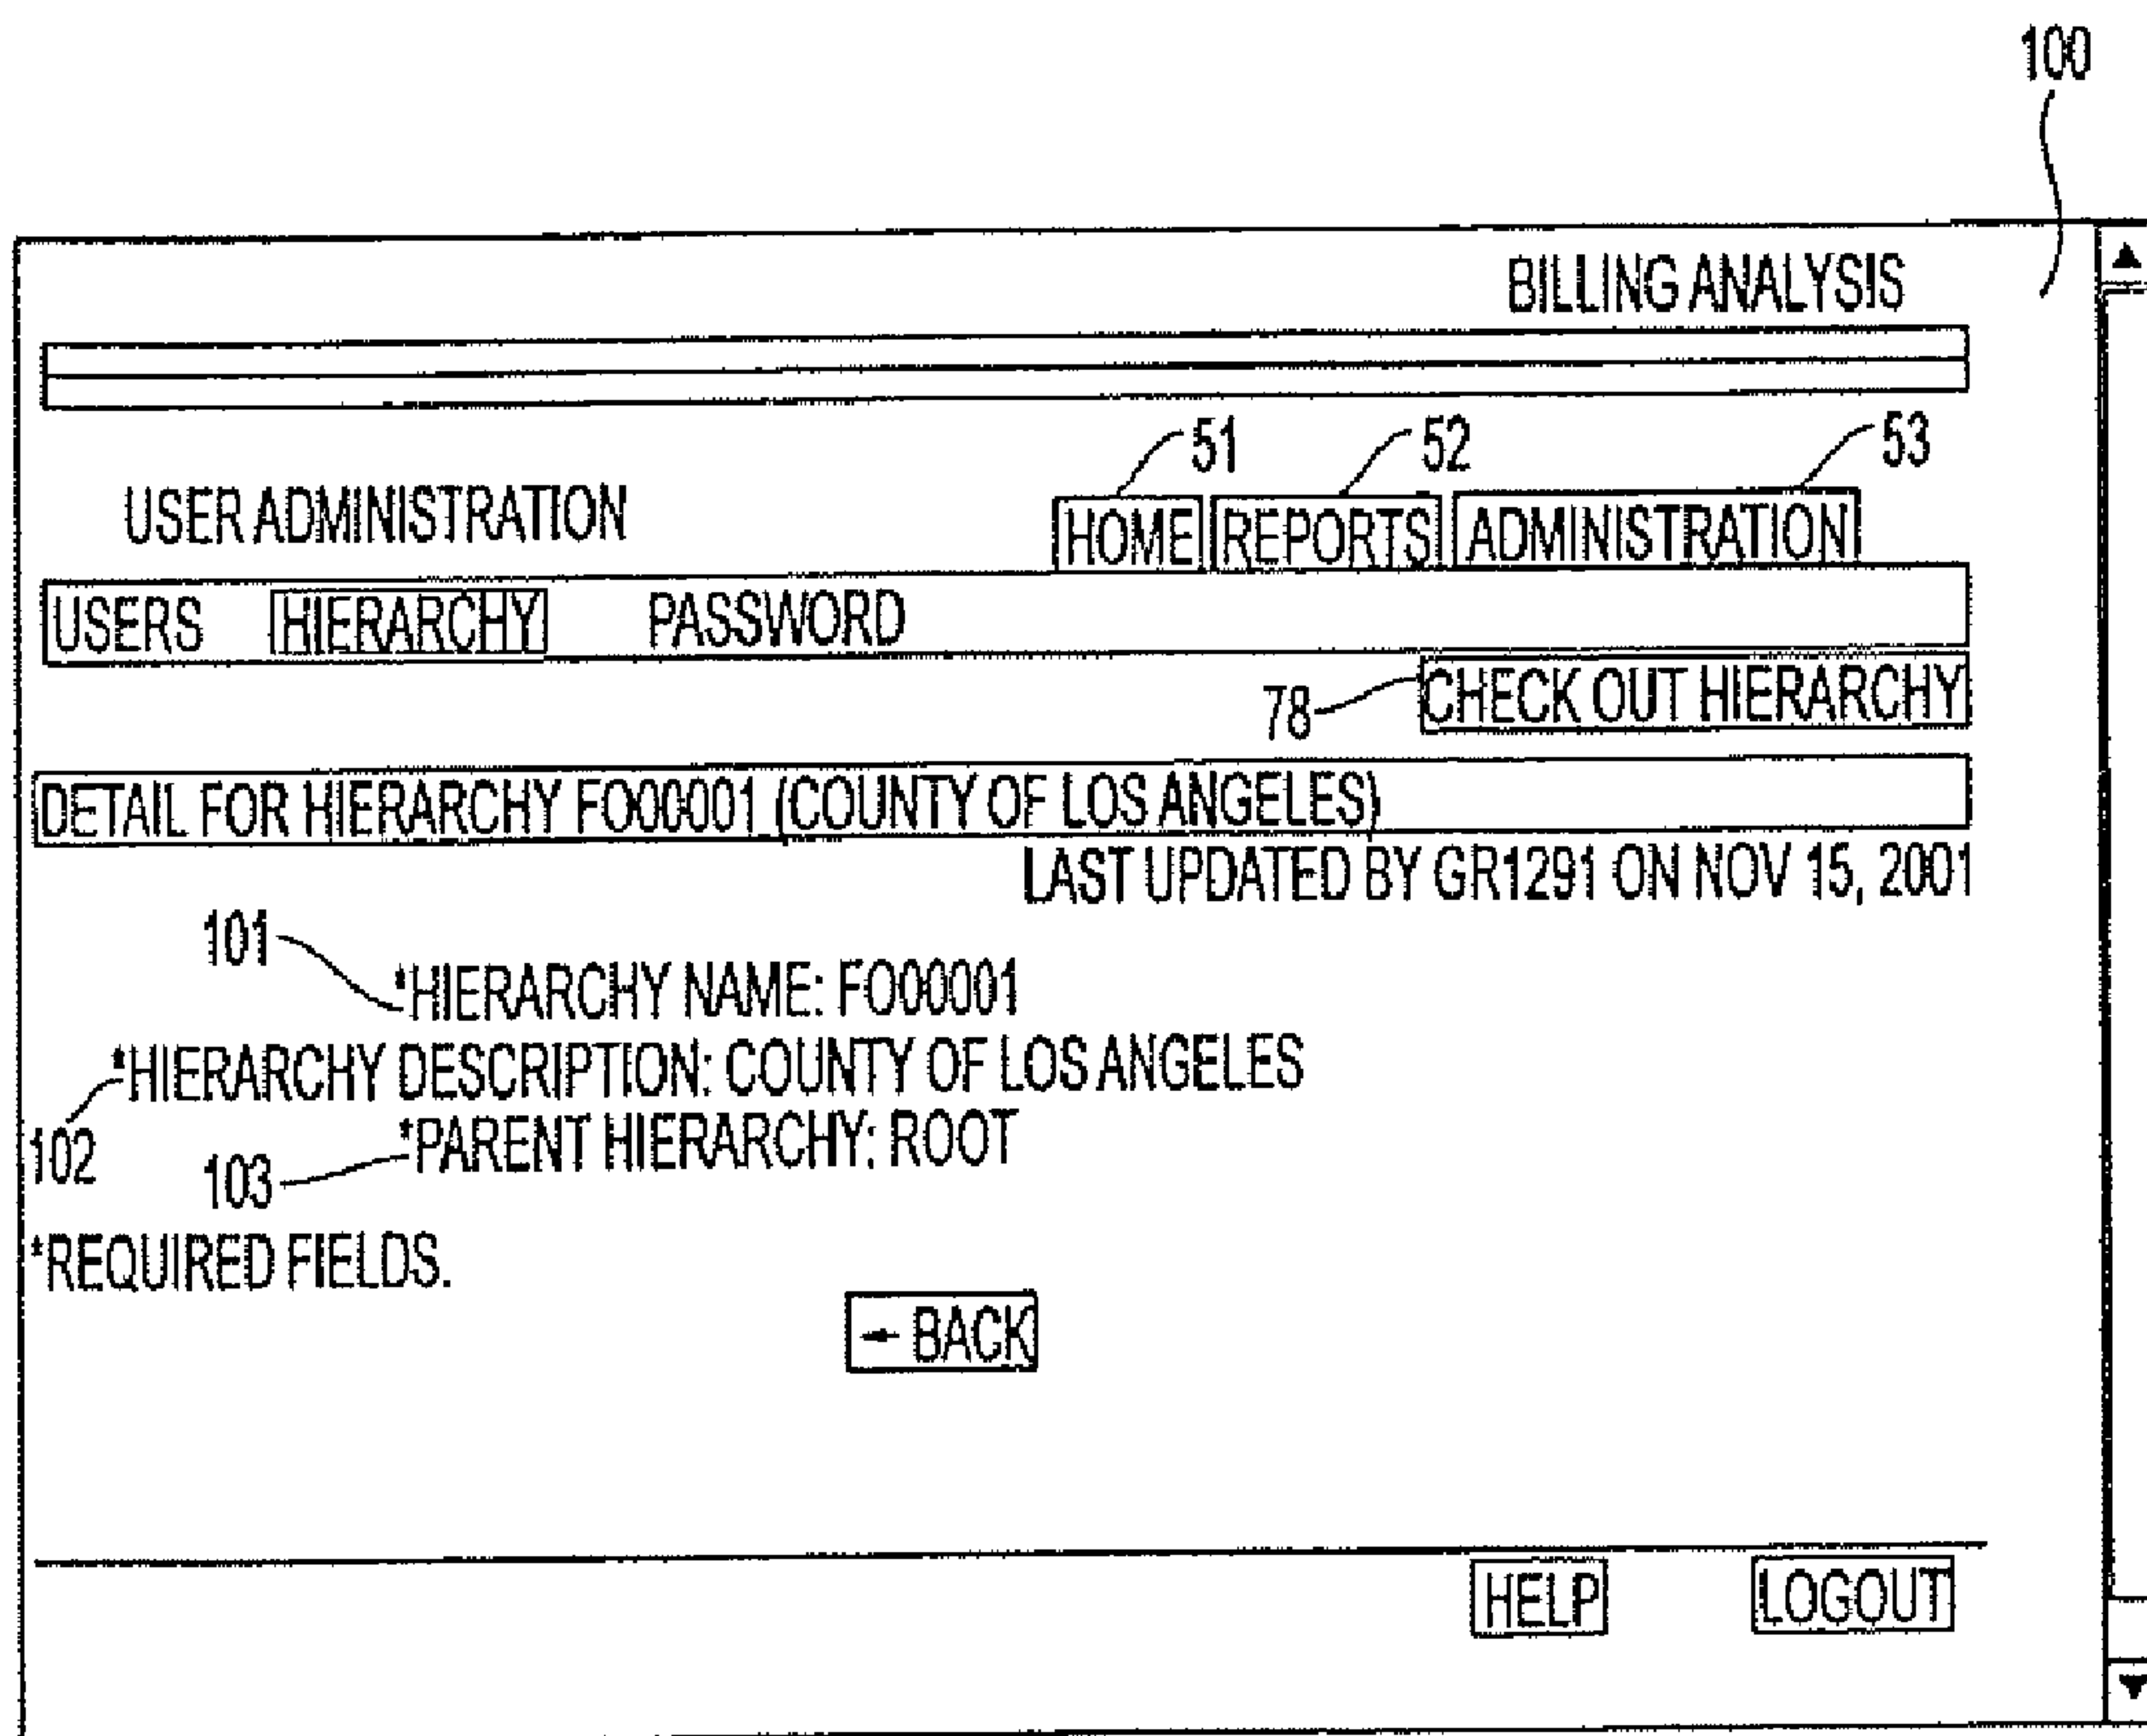 100
BILLING ANALYSIS
51 52 53
USER ADMINISTRATION HOME REPORTS ADMINISTRATION
USERS HIERARCHY PASSWORD
78 CHECK OUT HIERARCHY
DETAIL FOR HIERARCHY FO00001 (COUNTY OF LOS ANGELES)
LAST UPDATED BY GR1291 ON NOV 15, 2001
101
*HIERARCHY NAME: FO00001
*HIERARCHY DESCRIPTION: COUNTY OF LOS ANGELES
102
103 *PARENT HIERARCHY: ROOT
*REQUIRED FIELDS.
BACK
HELP LOGOUT